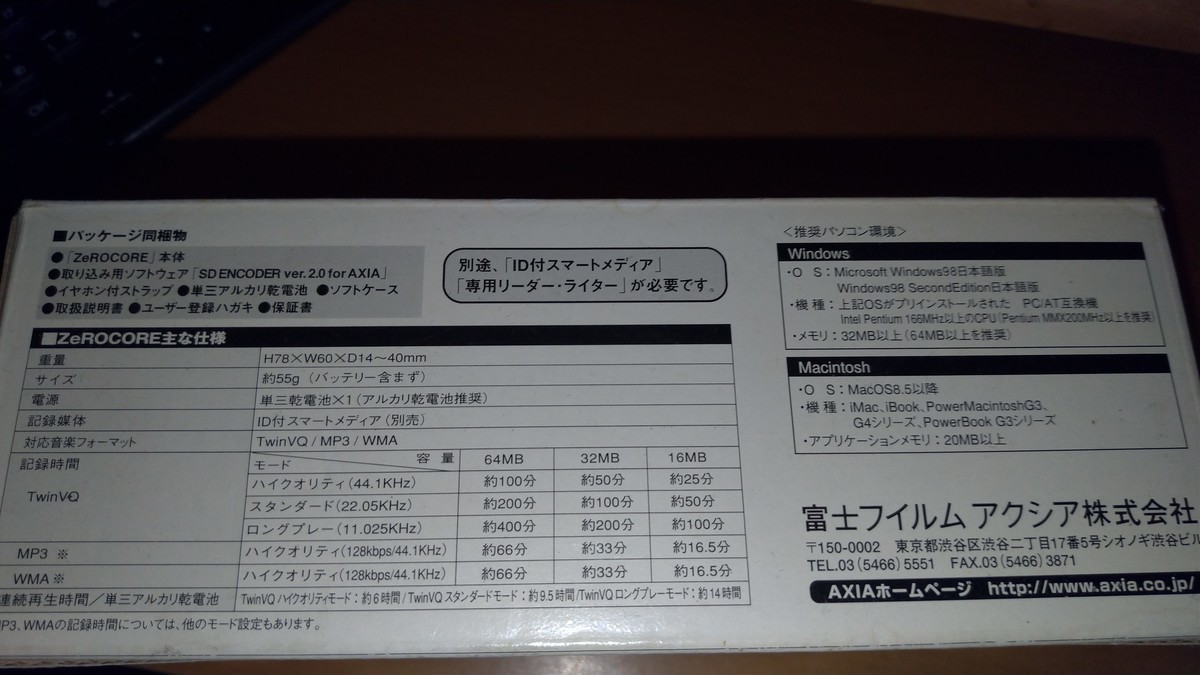 ■パッケージ同梱物
●「ZeROCORE」本体
●取り込み用ソフトウェア「SD ENCODER ver. 2.0 for AXIA」
●イヤホン付ストラップ ●単三アルカリ乾電池 ●ソフトケース
●取扱説明書 ●ユーザー登録ハガキ ●保証書
別途、「ID付スマートメディア」
「専用リーダー・ライター」が必要です。
■ZeROCORE主な仕様
重量 H78×W60×D14〜40mm
サイズ 約55g(バッテリー含まず)
電源 単三乾電池×1(アルカリ乾電池推奨)
記録媒体 ID付スマートメディア(別売)
対応音楽フォーマット TwinVQ / MP3 / WMA
記録時間 モード 容量 64MB 32MB 16MB
TwinVQ ハイクオリティ(44.1KHz) 約100分 約50分 約25分
スタンダード(22.05KHz) 約200分 約100分 約50分
ロングプレー(11.025KHz) 約400分 約200分 約100分
MP3 ※ ハイクオリティ(128kbps/44.1KHz) 約66分 約33分 約16.5分
WMA ※ ハイクオリティ(128kbps/44.1KHz) 約66分 約33分 約16.5分
連続再生時間/単三アルカリ乾電池 TwinVQ ハイクオリティモード:約6時間/TwinVQ スタンダードモード:約9.5時間/TwinVQ ロングプレーモード:約14時間
MP3、WMAの記録時間については、他のモード設定もあります。
<推奨パソコン環境>
Windows
・O S:Microsoft Windows98日本語版
Windows98 SecondEdition日本語版
・機 種:上記OSがプリインストールされた PC/AT互換機
Intel Pentium 166MHz以上のCPU(Pentium MMX200MHz以上を推奨)
・メモリ:32MB以上(64MB以上を推奨)
Macintosh
・O S:MacOS8.5以降
・機 種:iMac、iBook、PowerMacintoshG3、
G4シリーズ、PowerBook G3シリーズ
・アプリケーションメモリ:20MB以上
富士フイルム アクシア株式会社
〒150-0002 東京都渋谷区渋谷二丁目17番5号シオノギ渋谷ビル
TEL.03(5466)5551 FAX.03(5466)3871
AXIAホームページ http://www.axia.co.jp/